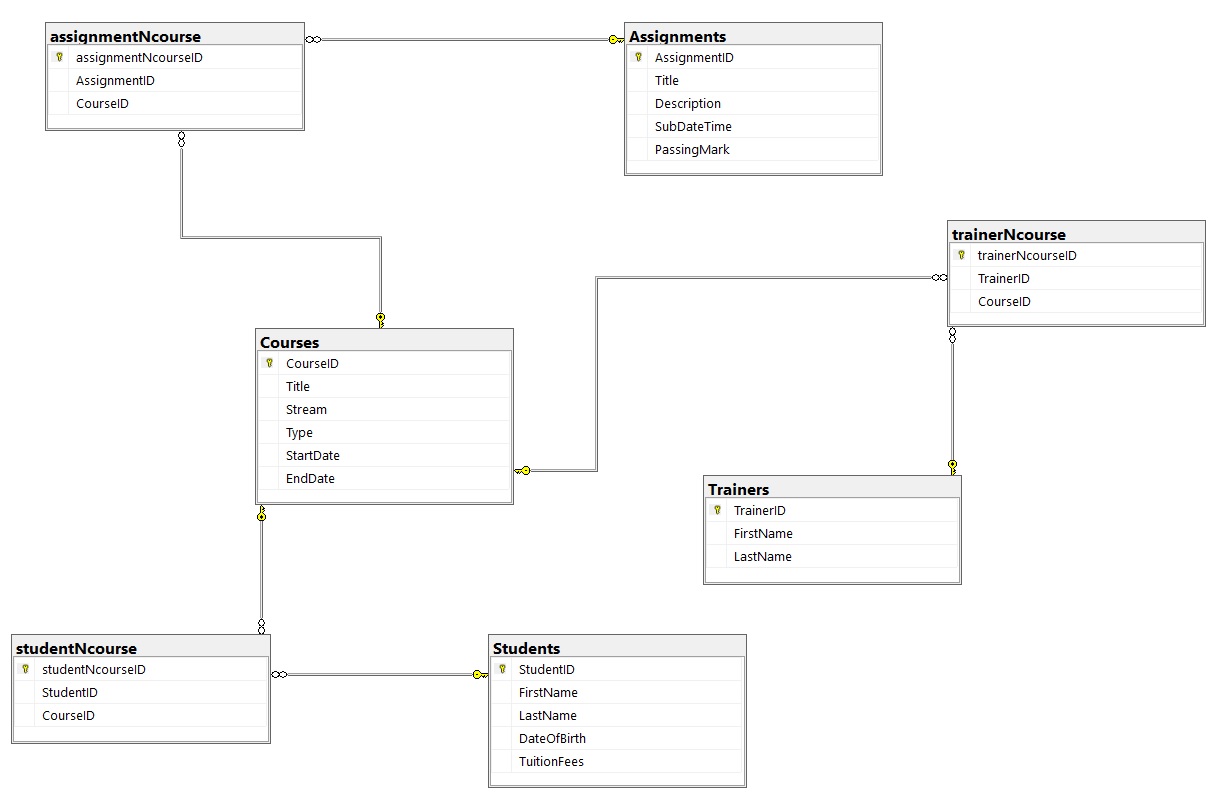 assignmentNcourse
assignmentNcourseID
AssignmentID
CourseID
Assignments
AssignmentID
Title
Description
SubDateTime
PassingMark
trainerNcourse
trainerNcourseID
TrainerID
CourseID
Courses
CourseID
Title
Stream
Type
StartDate
EndDate
Trainers
TrainerID
FirstName
LastName
studentNcourse
studentNcourseID
StudentID
CourseID
Students
StudentID
FirstName
LastName
DateOfBirth
TuitionFees